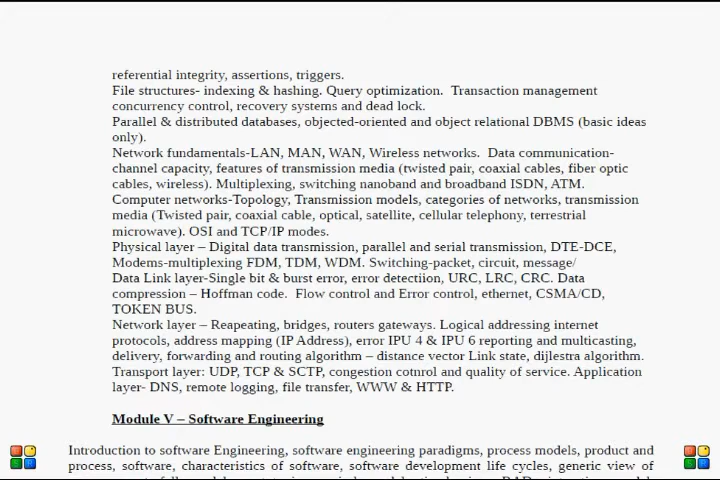 referential integrity, assertions, triggers.
File structures- indexing & hashing. Query optimization.  Transaction management
concurrency control, recovery systems and dead lock.
Parallel & distributed databases, objected-oriented and object relational DBMS (basic ideas
only).
Network fundamentals-LAN, MAN, WAN, Wireless networks.  Data communication-
channel capacity, features of transmission media (twisted pair, coaxial cables, fiber optic
cables, wireless). Multiplexing, switching nanoband and broadband ISDN, ATM.
Computer networks-Topology, Transmission models, categories of networks, transmission
media (Twisted pair, coaxial cable, optical, satellite, cellular telephony, terrestrial
microwave). OSI and TCP/IP modes.
Physical layer – Digital data transmission, parallel and serial transmission, DTE-DCE,
Modems-multiplexing FDM, TDM, WDM. Switching-packet, circuit, message/
Data Link layer-Single bit & burst error, error detectiion, URC, LRC, CRC. Data
compression – Hoffman code.  Flow control and Error control, ethernet, CSMA/CD,
TOKEN BUS.
Network layer – Reapeating, bridges, routers gateways. Logical addressing internet
protocols, address mapping (IP Address), error IPU 4 & IPU 6 reporting and multicasting,
delivery, forwarding and routing algorithm – distance vector Link state, dijlestra algorithm.
Transport layer: UDP, TCP & SCTP, congestion cotnrol and quality of service. Application
layer- DNS, remote logging, file transfer, WWW & HTTP.
Module V – Software Engineering
Introduction to software Engineering, software engineering paradigms, process models, product and
process, software, characteristics of software, software development life cycles, generic view of